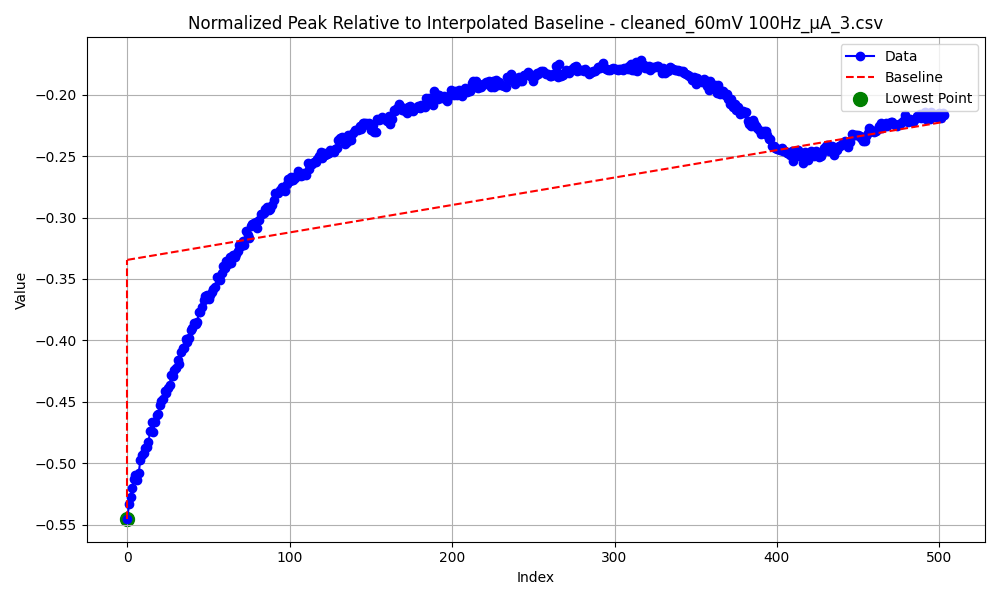 Normalized Peak Relative to Interpolated Baseline - cleaned_60mV 100Hz_µA_3.csv
Data
Baseline
Lowest Point
−0.20
−0.25
−0.30
−0.35
−0.40
−0.45
−0.50
−0.55
Value
0 100 200 300 400 500
Index